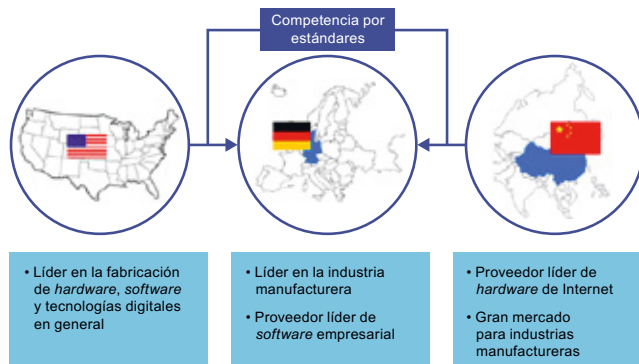 Competencia por
estándares
• Líder en la fabricación
de hardware, software
y tecnologías digitales
en general
• Líder en la industria
manufacturera
• Proveedor líder de
software empresarial
• Proveedor líder de
hardware de Internet
• Gran mercado
para industrias
manufactureras